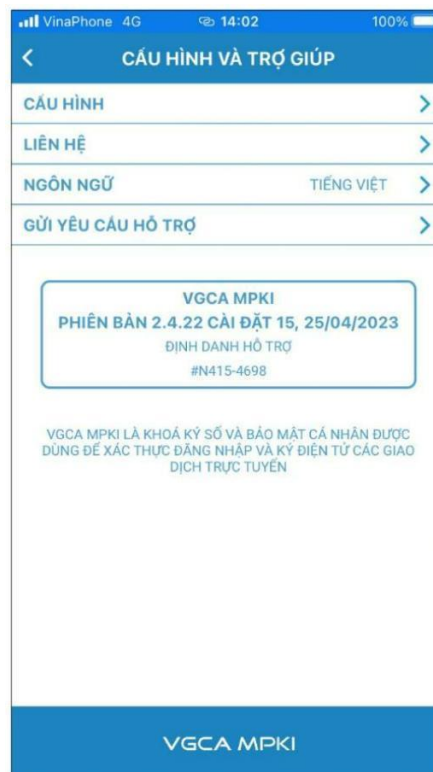 VinaPhone 4G 14:02 100%
CẤU HÌNH VÀ TRỢ GIÚP
CẤU HÌNH
LIÊN HỆ
NGÔN NGỮ TIẾNG VIỆT
GỬI YÊU CẦU HỖ TRỢ
VGCA MPKI
PHIÊN BẢN 2.4.22 CÀI ĐẶT 15, 25/04/2023
ĐỊNH DANH HỖ TRỢ
#N415-4698
VGCA MPKI LÀ KHOÁ KÝ SỐ VÀ BẢO MẬT CÁ NHÂN ĐƯỢC
DÙNG ĐỂ XÁC THỰC ĐĂNG NHẬP VÀ KÝ ĐIỆN TỬ CÁC GIAO
DỊCH TRỰC TUYẾN
VGCA MPKI